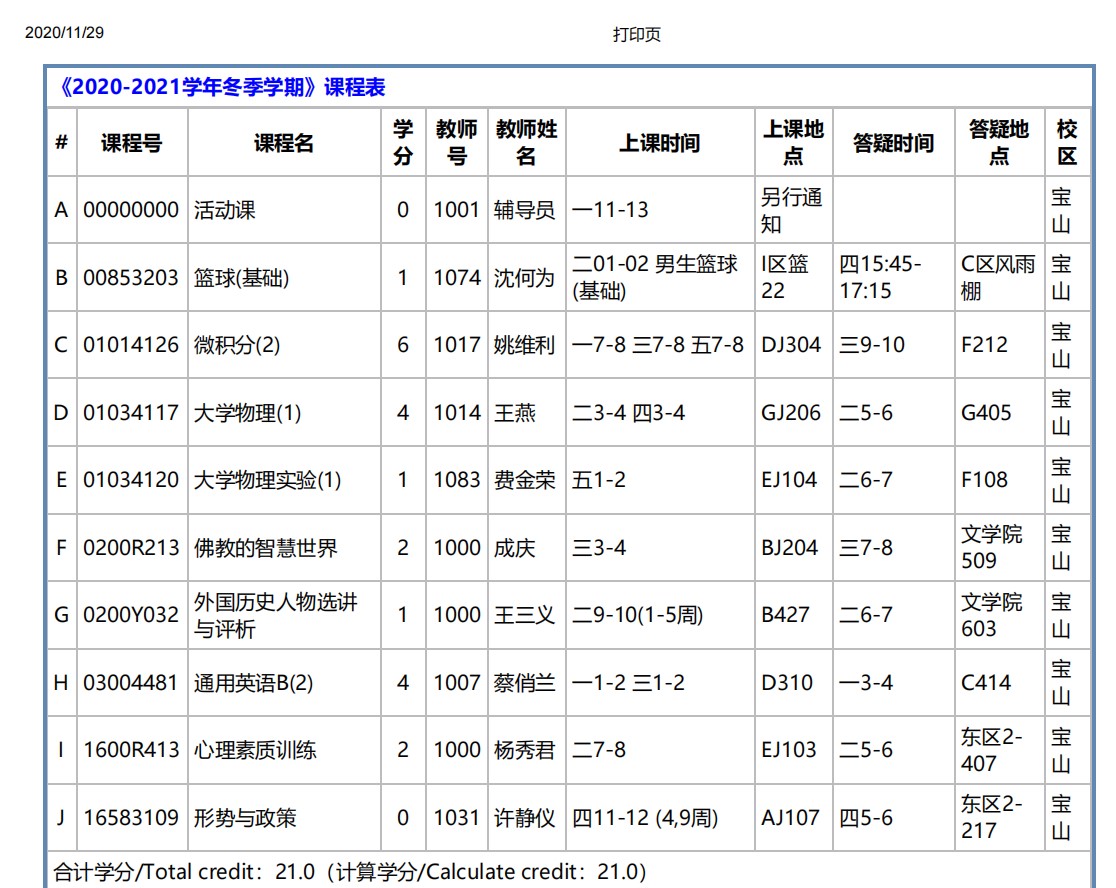 2020/11/29 打印页
《2020-2021学年冬季学期》课程表
# 课程号 课程名 学分 教师号 教师姓名 上课时间 上课地点 答疑时间 答疑地点 校区
A 00000000 活动课 0 1001 辅导员 一11-13 另行通知 宝山
B 00853203 篮球(基础) 1 1074 沈何为 二01-02 男生篮球(基础) I区篮22 四15:45-17:15 C区风雨棚 宝山
C 01014126 微积分(2) 6 1017 姚维利 一7-8 三7-8 五7-8 DJ304 三9-10 F212 宝山
D 01034117 大学物理(1) 4 1014 王燕 二3-4 四3-4 GJ206 二5-6 G405 宝山
E 01034120 大学物理实验(1) 1 1083 费金荣 五1-2 EJ104 二6-7 F108 宝山
F 0200R213 佛教的智慧世界 2 1000 成庆 三3-4 BJ204 三7-8 文学院509 宝山
G 0200Y032 外国历史人物选讲与评析 1 1000 王三义 二9-10(1-5周) B427 二6-7 文学院603 宝山
H 03004481 通用英语B(2) 4 1007 蔡俏兰 一1-2 三1-2 D310 一3-4 C414 宝山
I 1600R413 心理素质训练 2 1000 杨秀君 二7-8 EJ103 二5-6 东区2-407 宝山
J 16583109 形势与政策 0 1031 许静仪 四11-12 (4,9周) AJ107 四5-6 东区2-217 宝山
合计学分/Total credit：21.0（计算学分/Calculate credit：21.0）